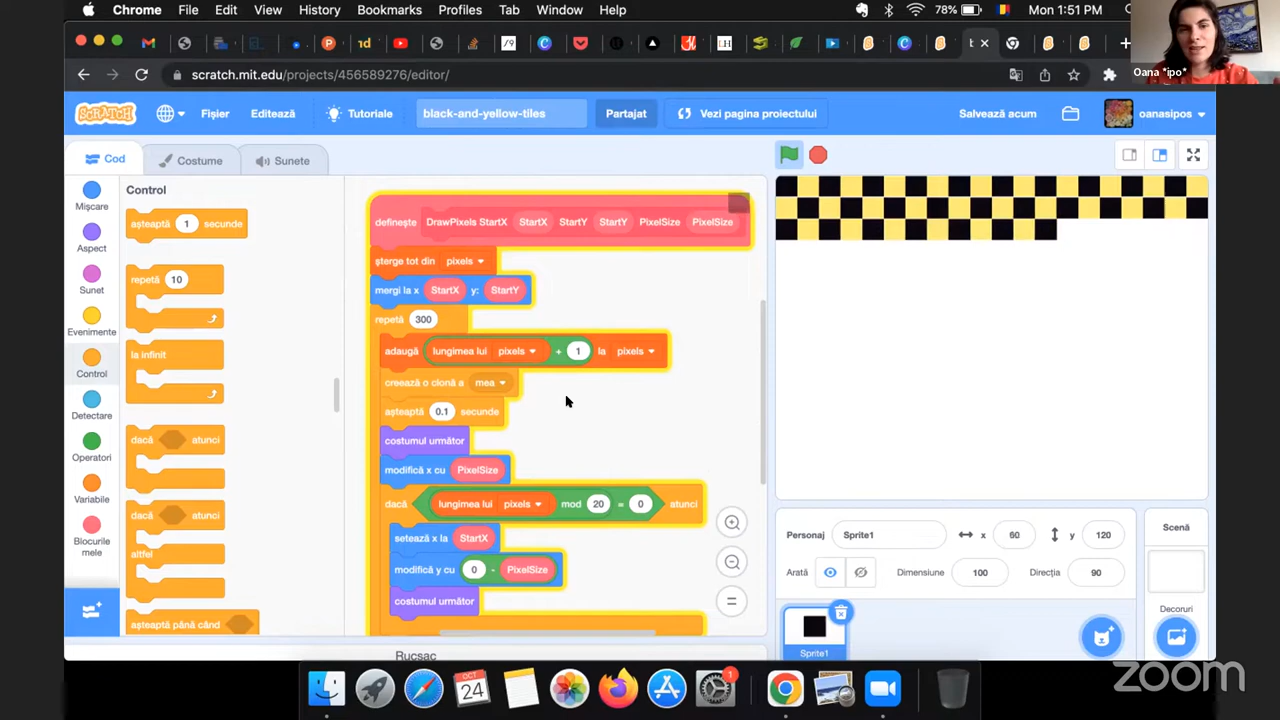 Chrome File Edit View History Bookmarks Profiles Tab Window Help 78% Mon 1:51 PM
Oana *ipo*
scratch.mit.edu/projects/456589276/editor/
SCRATCH Fișier Editează Tutoriale black-and-yellow-tiles Partajat Vezi pagina proiectului Salvează acum oanasipos
Cod Costume Sunete
Mișcare
Aspect
Sunet
Evenimente
Control
Detectare
Operatori
Variabile
Blocurile
mele
Control
așteaptă 1 secunde
repetă 10
la infinit
dacă atunci
dacă atunci
altfel
așteaptă până când
definește DrawPixels StartX StartX StartY StartY PixelSize PixelSize
șterge tot din pixels
mergi la x StartX y: StartY
repetă 300
adaugă lungimea lui pixels + 1 la pixels
creează o clonă a mea
așteaptă 0.1 secunde
costumul următor
modifică x cu PixelSize
dacă lungimea lui pixels mod 20 = 0 atunci
setează x la StartX
modifică y cu 0 - PixelSize
costumul următor
Rucsac
Personaj Sprite1 x 60 y 120
Arată Dimensiune 100 Direcția 90
Sprite1
Scenă
Decoruri
OCT
24
1
zoom